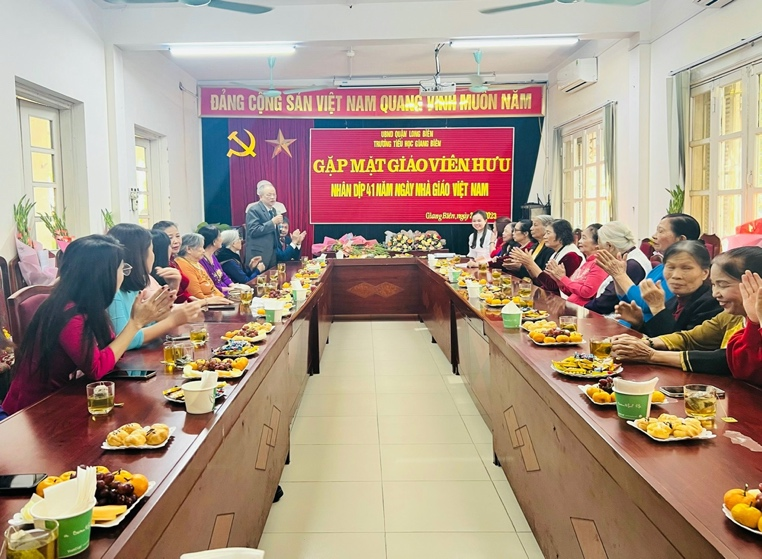 ĐẢNG CỘNG SẢN VIỆT NAM QUANG VINH MUÔN NĂM
UBND QUẬN LONG BIÊN
TRƯỜNG TIỂU HỌC GIANG BIÊN
GẶP MẶT GIÁO VIÊN HƯU
NHÂN DỊP 41 NĂM NGÀY NHÀ GIÁO VIỆT NAM
Giang Biên, ngày